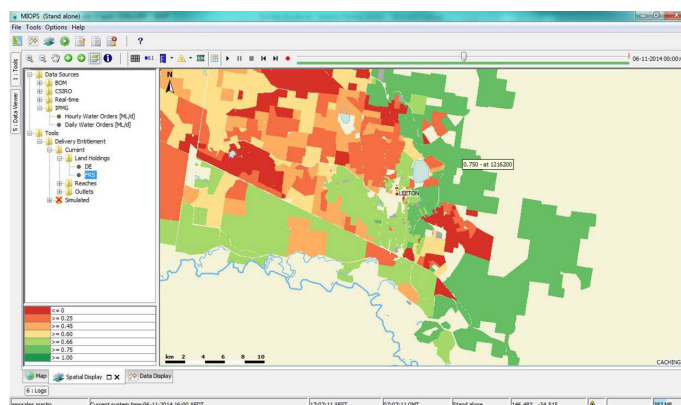 MIOPS (Stand alone)
File Tools Options Help
?
1 : Tools
5 : Data Viewer
06-11-2014 00:00:
Data Sources
BOM
CSIRO
Real-time
IPMG
Hourly Water Orders [ML/d]
Daily Water Orders [ML/d]
Tools
Delivery Entitlement
Current
Land Holdings
DE
Reaches
Outlets
Simulated
N
0.750 - at 1216200
LEETON
<= 0
>= 0.25
>= 0.45
>= 0.60
>= 0.66
>= 0.75
>= 1.00
km 2 4 6 8 10
CACHING
Map Spatial Display Data Display
6 : Logs
Current system time:06-11-2014 16:00 AEDT
Stand alone